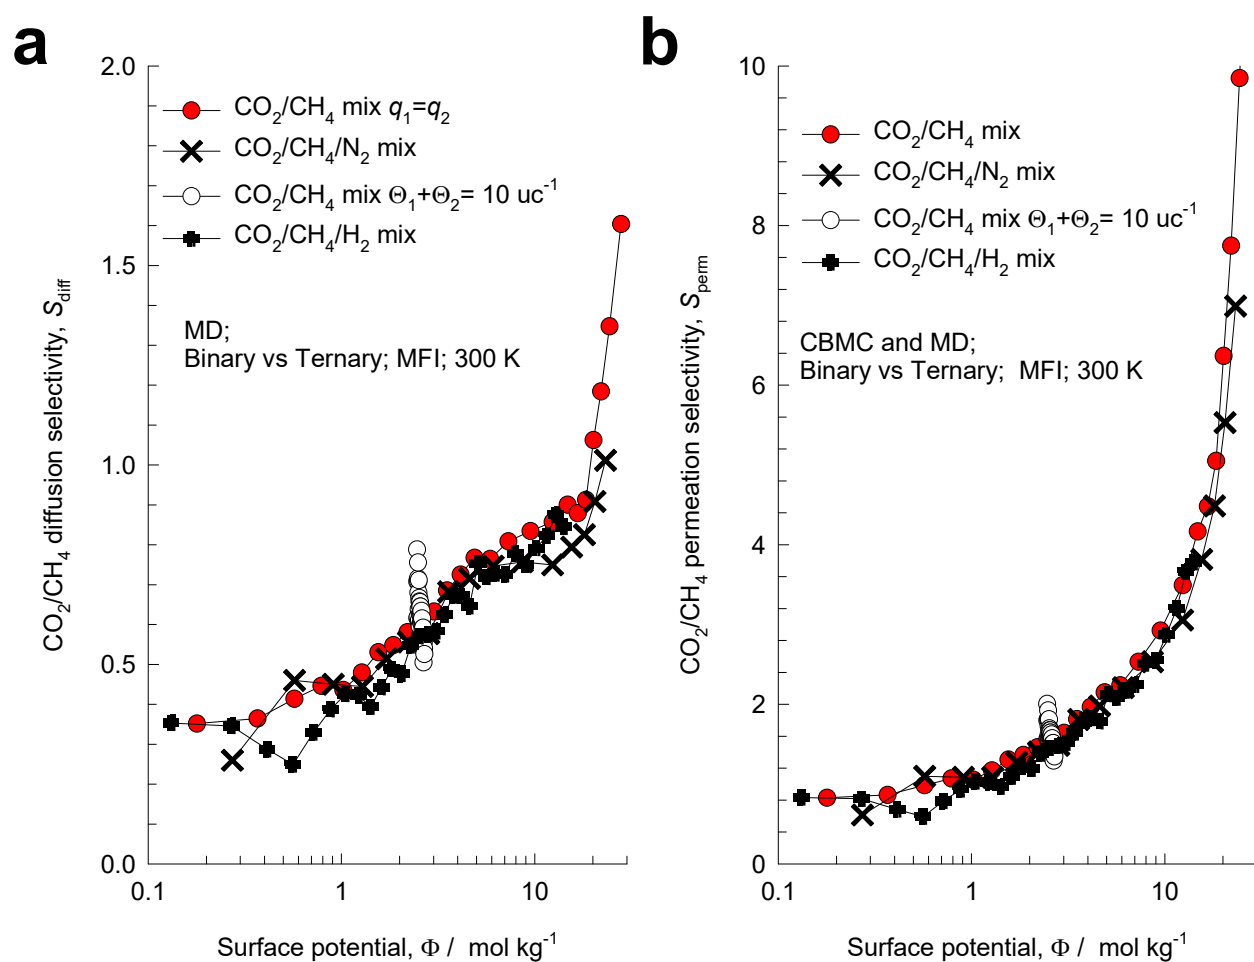 a
2.0
1.5
1.0
0.5
0.0
0.1
1
10
CO₂/CH₄ diffusion selectivity, S_diff
Surface potential, Φ / mol kg⁻¹
CO₂/CH₄ mix q₁=q₂
CO₂/CH₄/N₂ mix
CO₂/CH₄ mix Θ₁+Θ₂= 10 uc⁻¹
CO₂/CH₄/H₂ mix
MD;
Binary vs Ternary; MFI; 300 K
b
10
8
6
4
2
0
0.1
1
10
CO₂/CH₄ permeation selectivity, S_perm
Surface potential, Φ / mol kg⁻¹
CO₂/CH₄ mix
CO₂/CH₄/N₂ mix
CO₂/CH₄ mix Θ₁+Θ₂= 10 uc⁻¹
CO₂/CH₄/H₂ mix
CBMC and MD;
Binary vs Ternary; MFI; 300 K